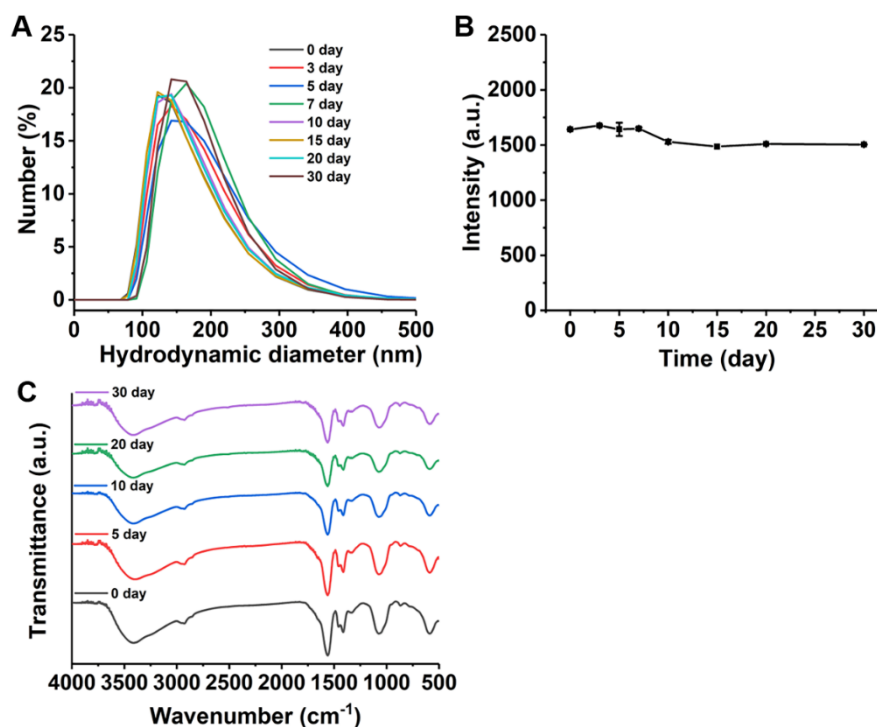 A
Number (%)
25
20
15
10
5
0
0 100 200 300 400 500
Hydrodynamic diameter (nm)
0 day
3 day
5 day
7 day
10 day
15 day
20 day
30 day
B
Intensity (a.u.)
2500
2000
1500
1000
500
0
0 5 10 15 20 25 30
Time (day)
C
Transmittance (a.u.)
30 day
20 day
10 day
5 day
0 day
4000 3500 3000 2500 2000 1500 1000 500
Wavenumber (cm⁻¹)